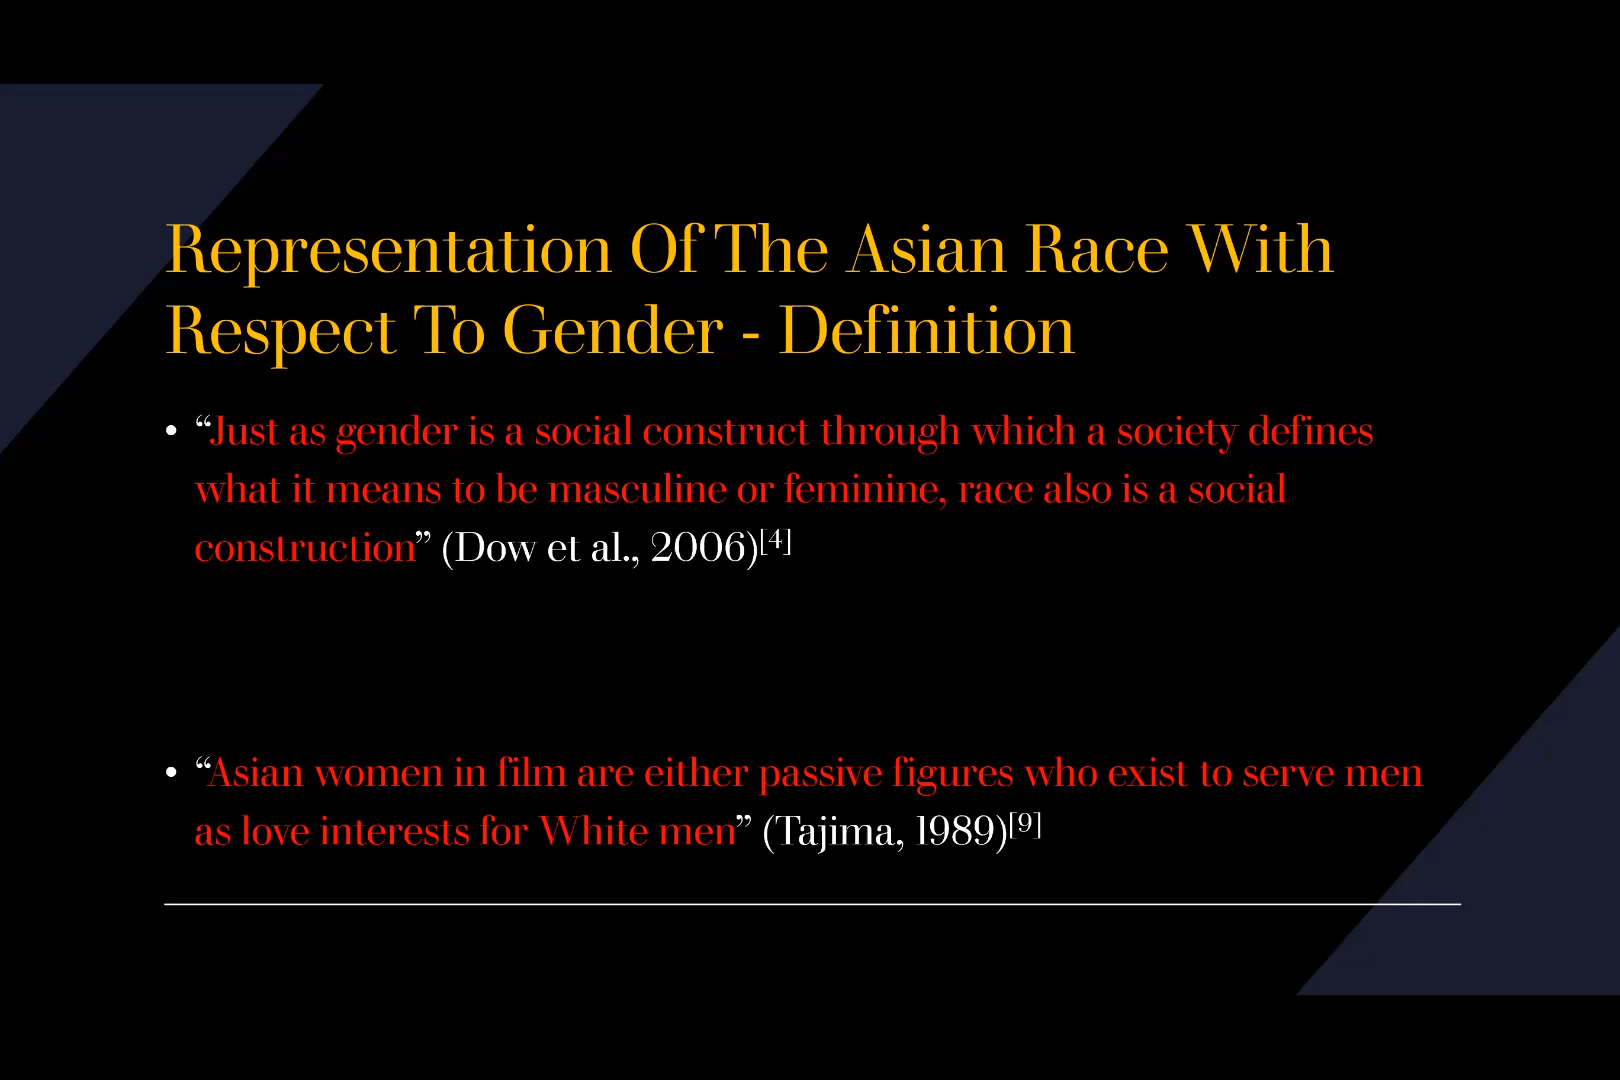 Representation Of The Asian Race With
Respect To Gender - Definition
• “Just as gender is a social construct through which a society defines
what it means to be masculine or feminine, race also is a social
construction” (Dow et al., 2006)[4]
• “Asian women in film are either passive figures who exist to serve men
as love interests for White men” (Tajima, 1989)[9]